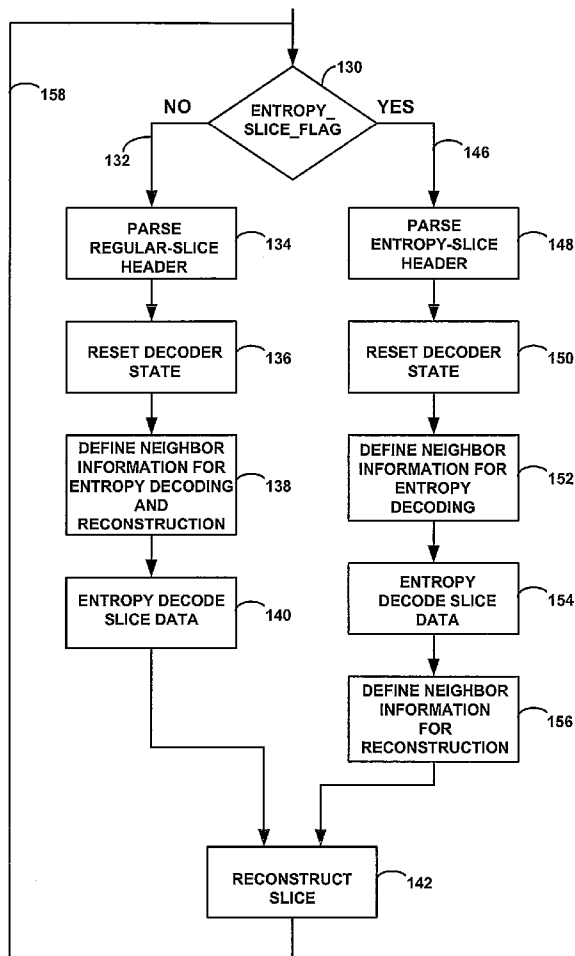 158
130
NO
ENTROPY_
SLICE_FLAG
YES
132
146
PARSE
REGULAR-SLICE
HEADER
134
PARSE
ENTROPY-SLICE
HEADER
148
RESET DECODER
STATE
136
RESET DECODER
STATE
150
DEFINE NEIGHBOR
INFORMATION FOR
ENTROPY DECODING
AND
RECONSTRUCTION
138
DEFINE NEIGHBOR
INFORMATION FOR
ENTROPY
DECODING
152
ENTROPY DECODE
SLICE DATA
140
ENTROPY
DECODE SLICE
DATA
154
DEFINE NEIGHBOR
INFORMATION
FOR
RECONSTRUCTION
156
RECONSTRUCT
SLICE
142